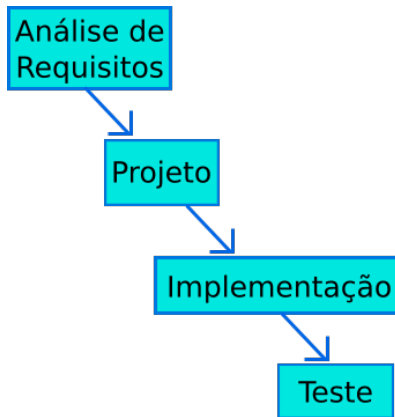 Análise de
Requisitos
Projeto
Implementação
Teste